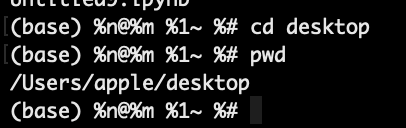 (base) %n@%m %1~ %# cd desktop
(base) %n@%m %1~ %# pwd
/Users/apple/desktop
(base) %n@%m %1~ %#